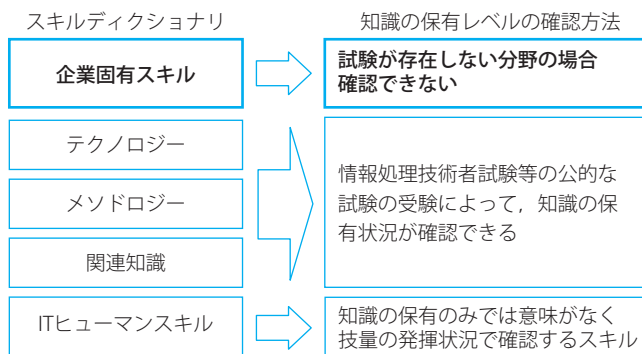 スキルディクショナリ
知識の保有レベルの確認方法
企業固有スキル
試験が存在しない分野の場合
確認できない
テクノロジー
メソドロジー
関連知識
情報処理技術者試験等の公的な
試験の受験によって，知識の保
有状況が確認できる
ITヒューマンスキル
知識の保有のみでは意味がなく
技量の発揮状況で確認するスキル